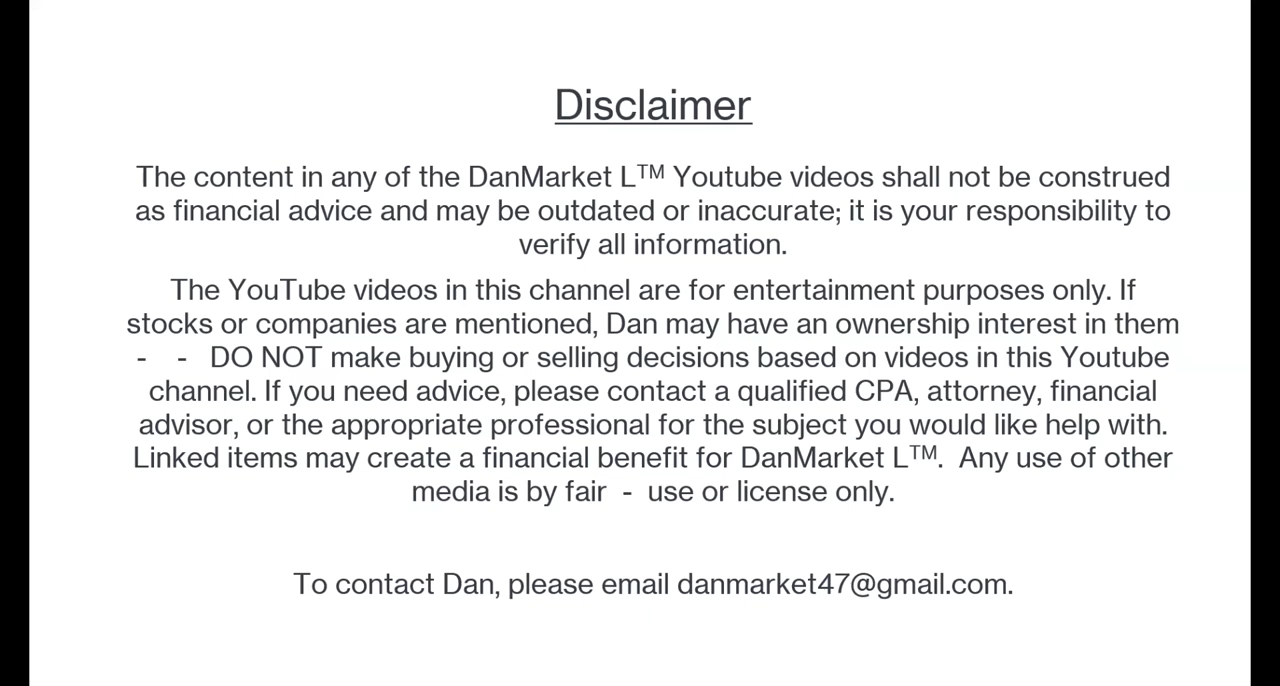 Disclaimer
The content in any of the DanMarket L™ Youtube videos shall not be construed
as financial advice and may be outdated or inaccurate; it is your responsibility to
verify all information.
The YouTube videos in this channel are for entertainment purposes only. If
stocks or companies are mentioned, Dan may have an ownership interest in them
- - DO NOT make buying or selling decisions based on videos in this Youtube
channel. If you need advice, please contact a qualified CPA, attorney, financial
advisor, or the appropriate professional for the subject you would like help with.
Linked items may create a financial benefit for DanMarket L™. Any use of other
media is by fair - use or license only.
To contact Dan, please email danmarket47@gmail.com.